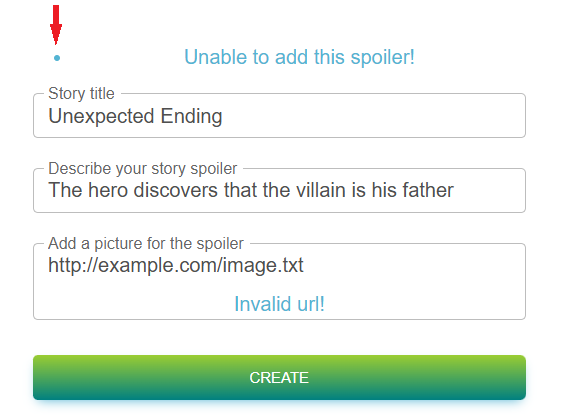 • Unable to add this spoiler!
Story title
Unexpected Ending
Describe your story spoiler
The hero discovers that the villain is his father
Add a picture for the spoiler
http://example.com/image.txt
Invalid url!
CREATE